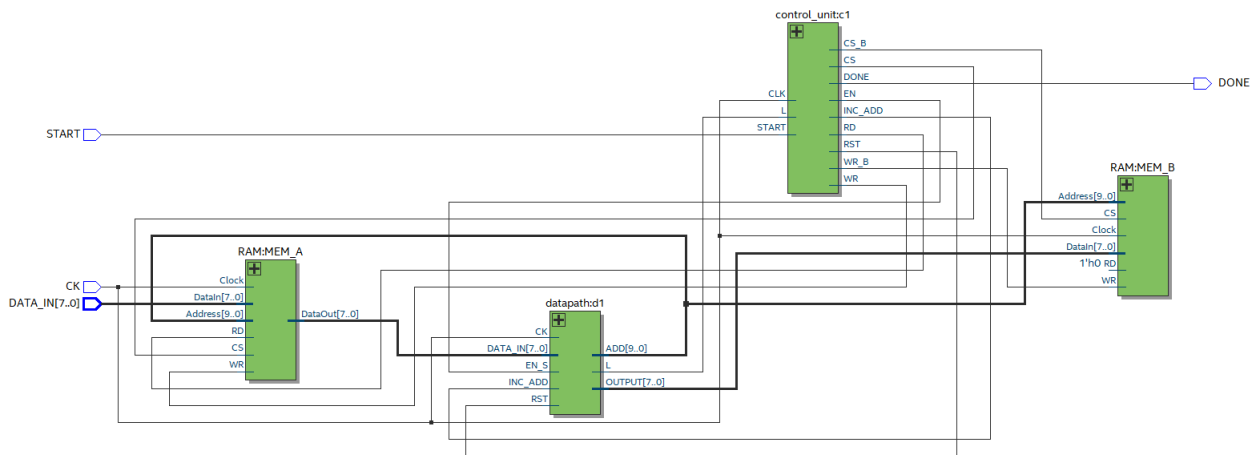 control_unit:c1
CS_B
CS
DONE
CLK
EN
L
INC_ADD
START
RD
RST
WR_B
WR
DONE
START
RAM:MEM_B
Address[9..0]
CS
Clock
DataIn[7..0]
1'h0 RD
WR
RAM:MEM_A
CK
Clock
DATA_IN[7..0]
DataIn[7..0]
Address[9..0]
DataOut[7..0]
RD
CS
WR
datapath:d1
CK
DATA_IN[7..0]
ADD[9..0]
EN_S
L
INC_ADD
OUTPUT[7..0]
RST